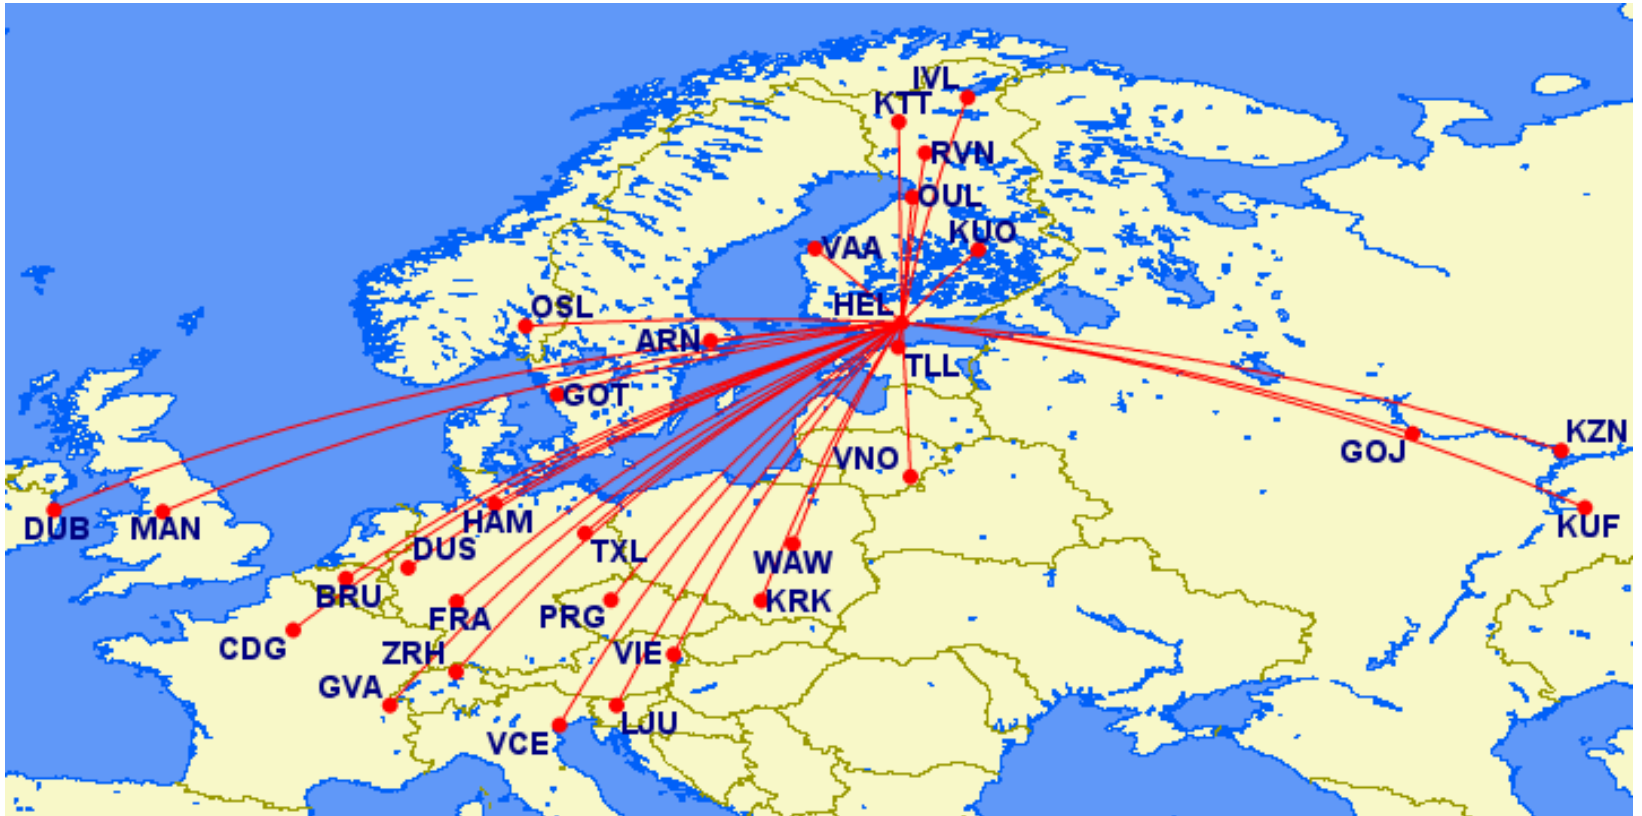 IVL
KTT
RVN
OUL
KUO
VAA
OSL
HEL
ARN
TLL
GOT
KZN
GOJ
VNO
DUB
MAN
HAM
KUF
DUS
TXL
WAW
BRU
KRK
FRA
PRG
CDG
ZRH
VIE
GVA
LJU
VCE